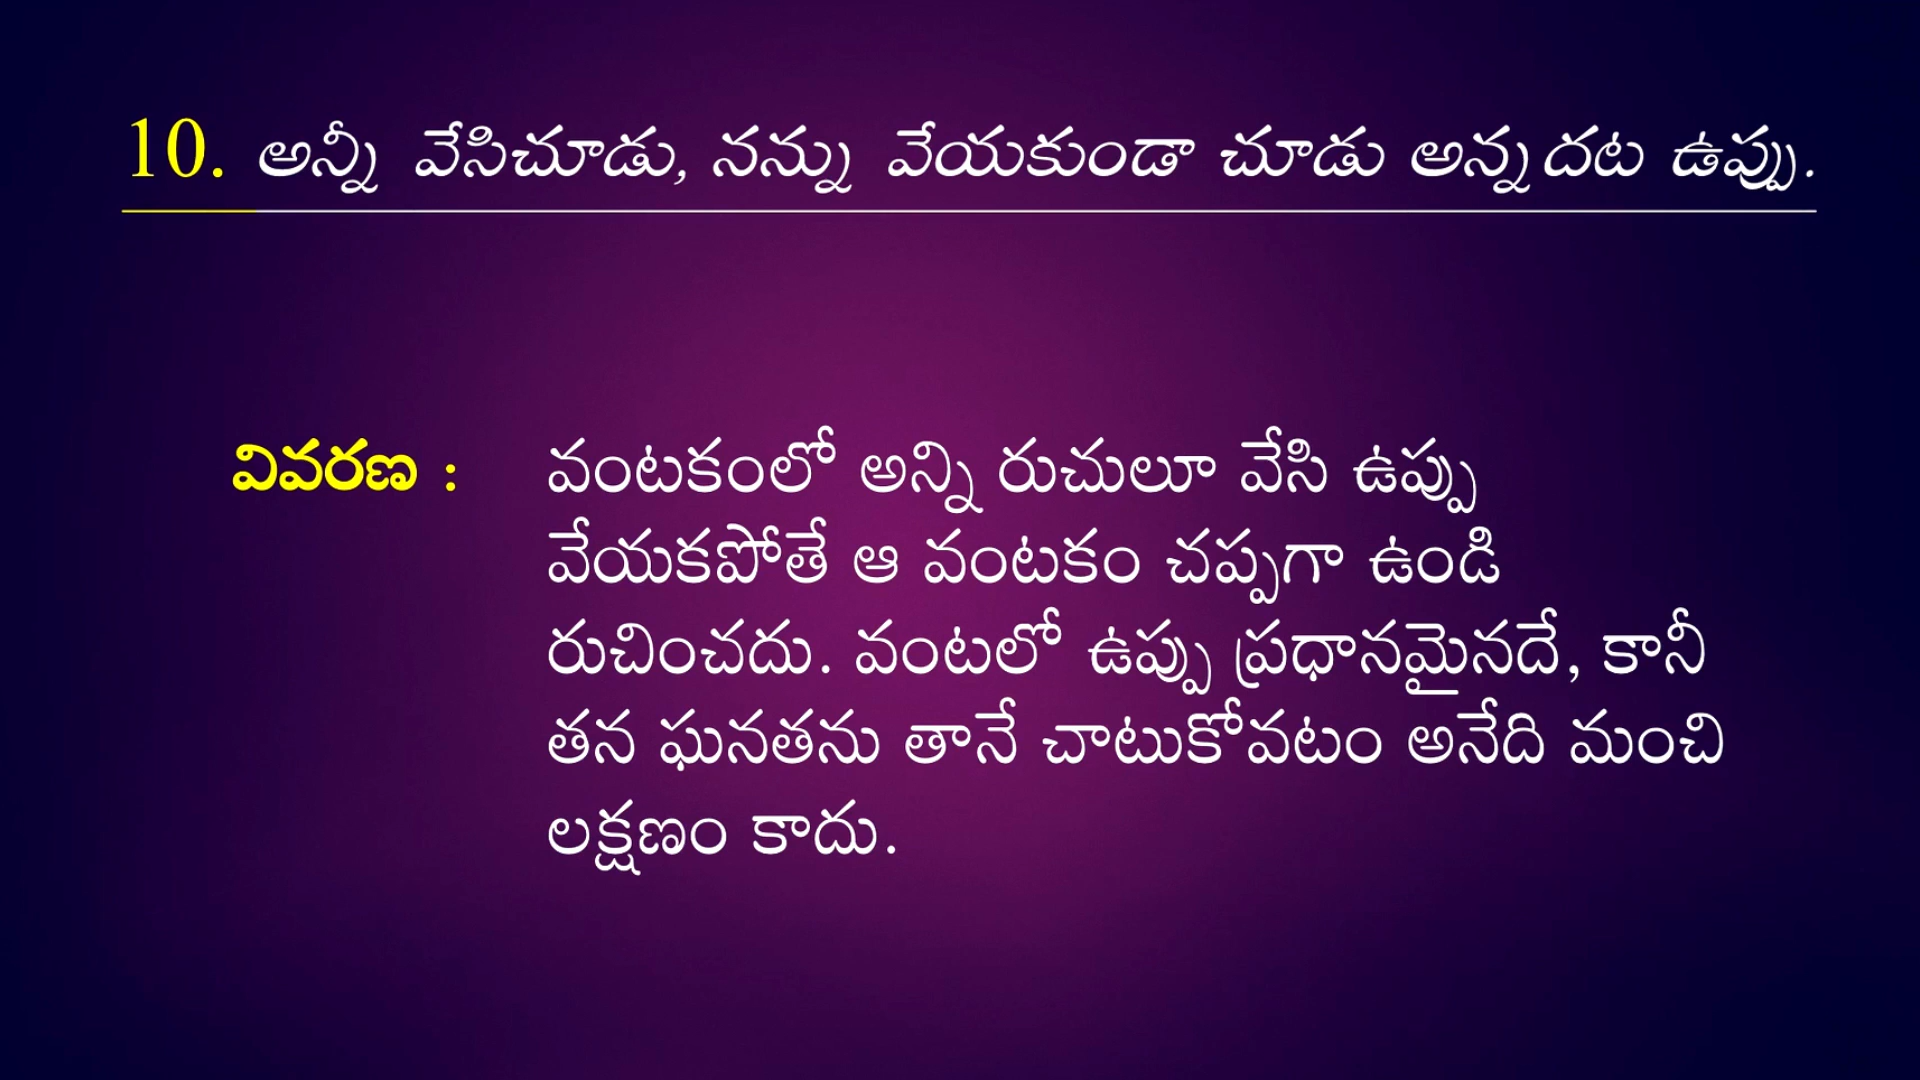 10. అన్నీ వేసిచూడు, నన్ను వేయకుండా చూడు అన్నదట ఉప్పు.
వివరణ : వంటకంలో అన్ని రుచులూ వేసి ఉప్పు
వేయకపోతే ఆ వంటకం చప్పగా ఉండి
రుచించదు. వంటలో ఉప్పు ప్రధానమైనదే, కానీ
తన ఘనతను తానే చాటుకోవటం అనేది మంచి
లక్షణం కాదు.